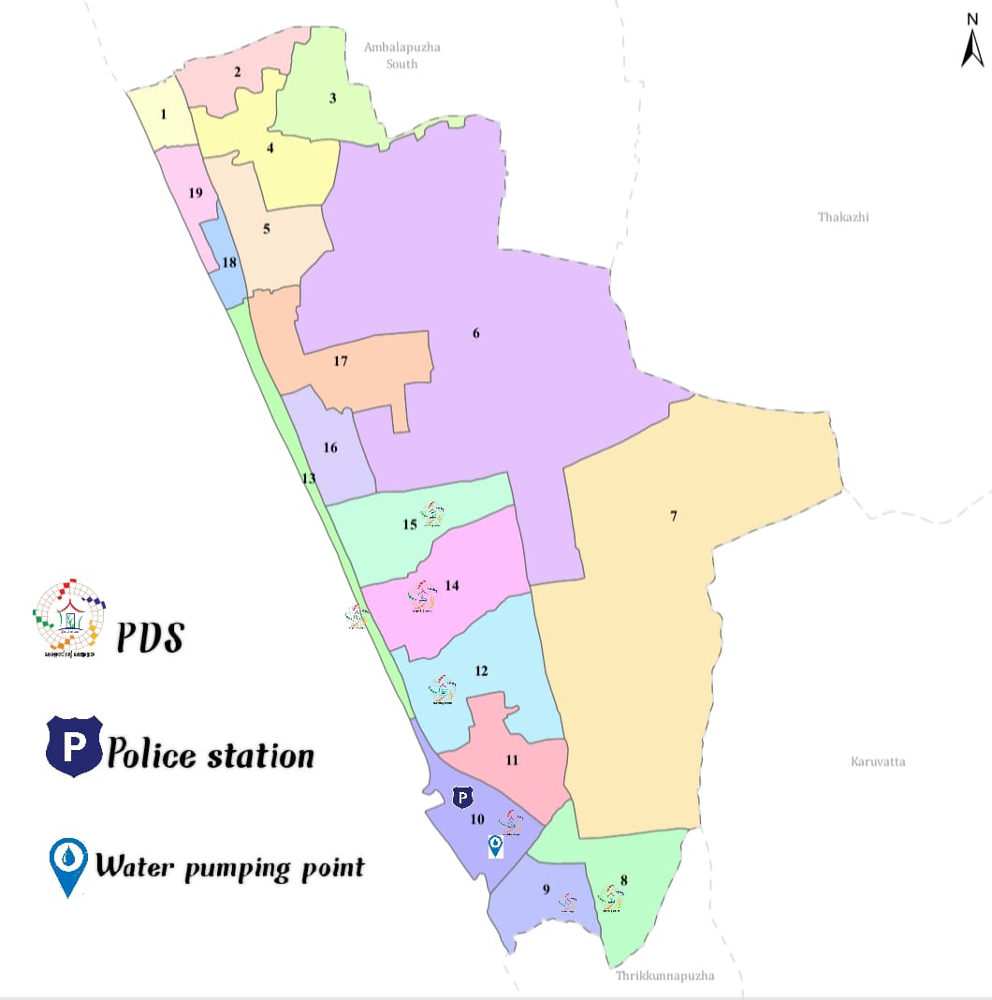 N
Ambalapuzha
South
2
3
1
4
19
Thakazhi
5
18
6
17
16
13
15
7
14
PDS
12
P
Police station
11
Karuvatta
P
10
Water pumping point
9
8
Thrikkunnapuzha